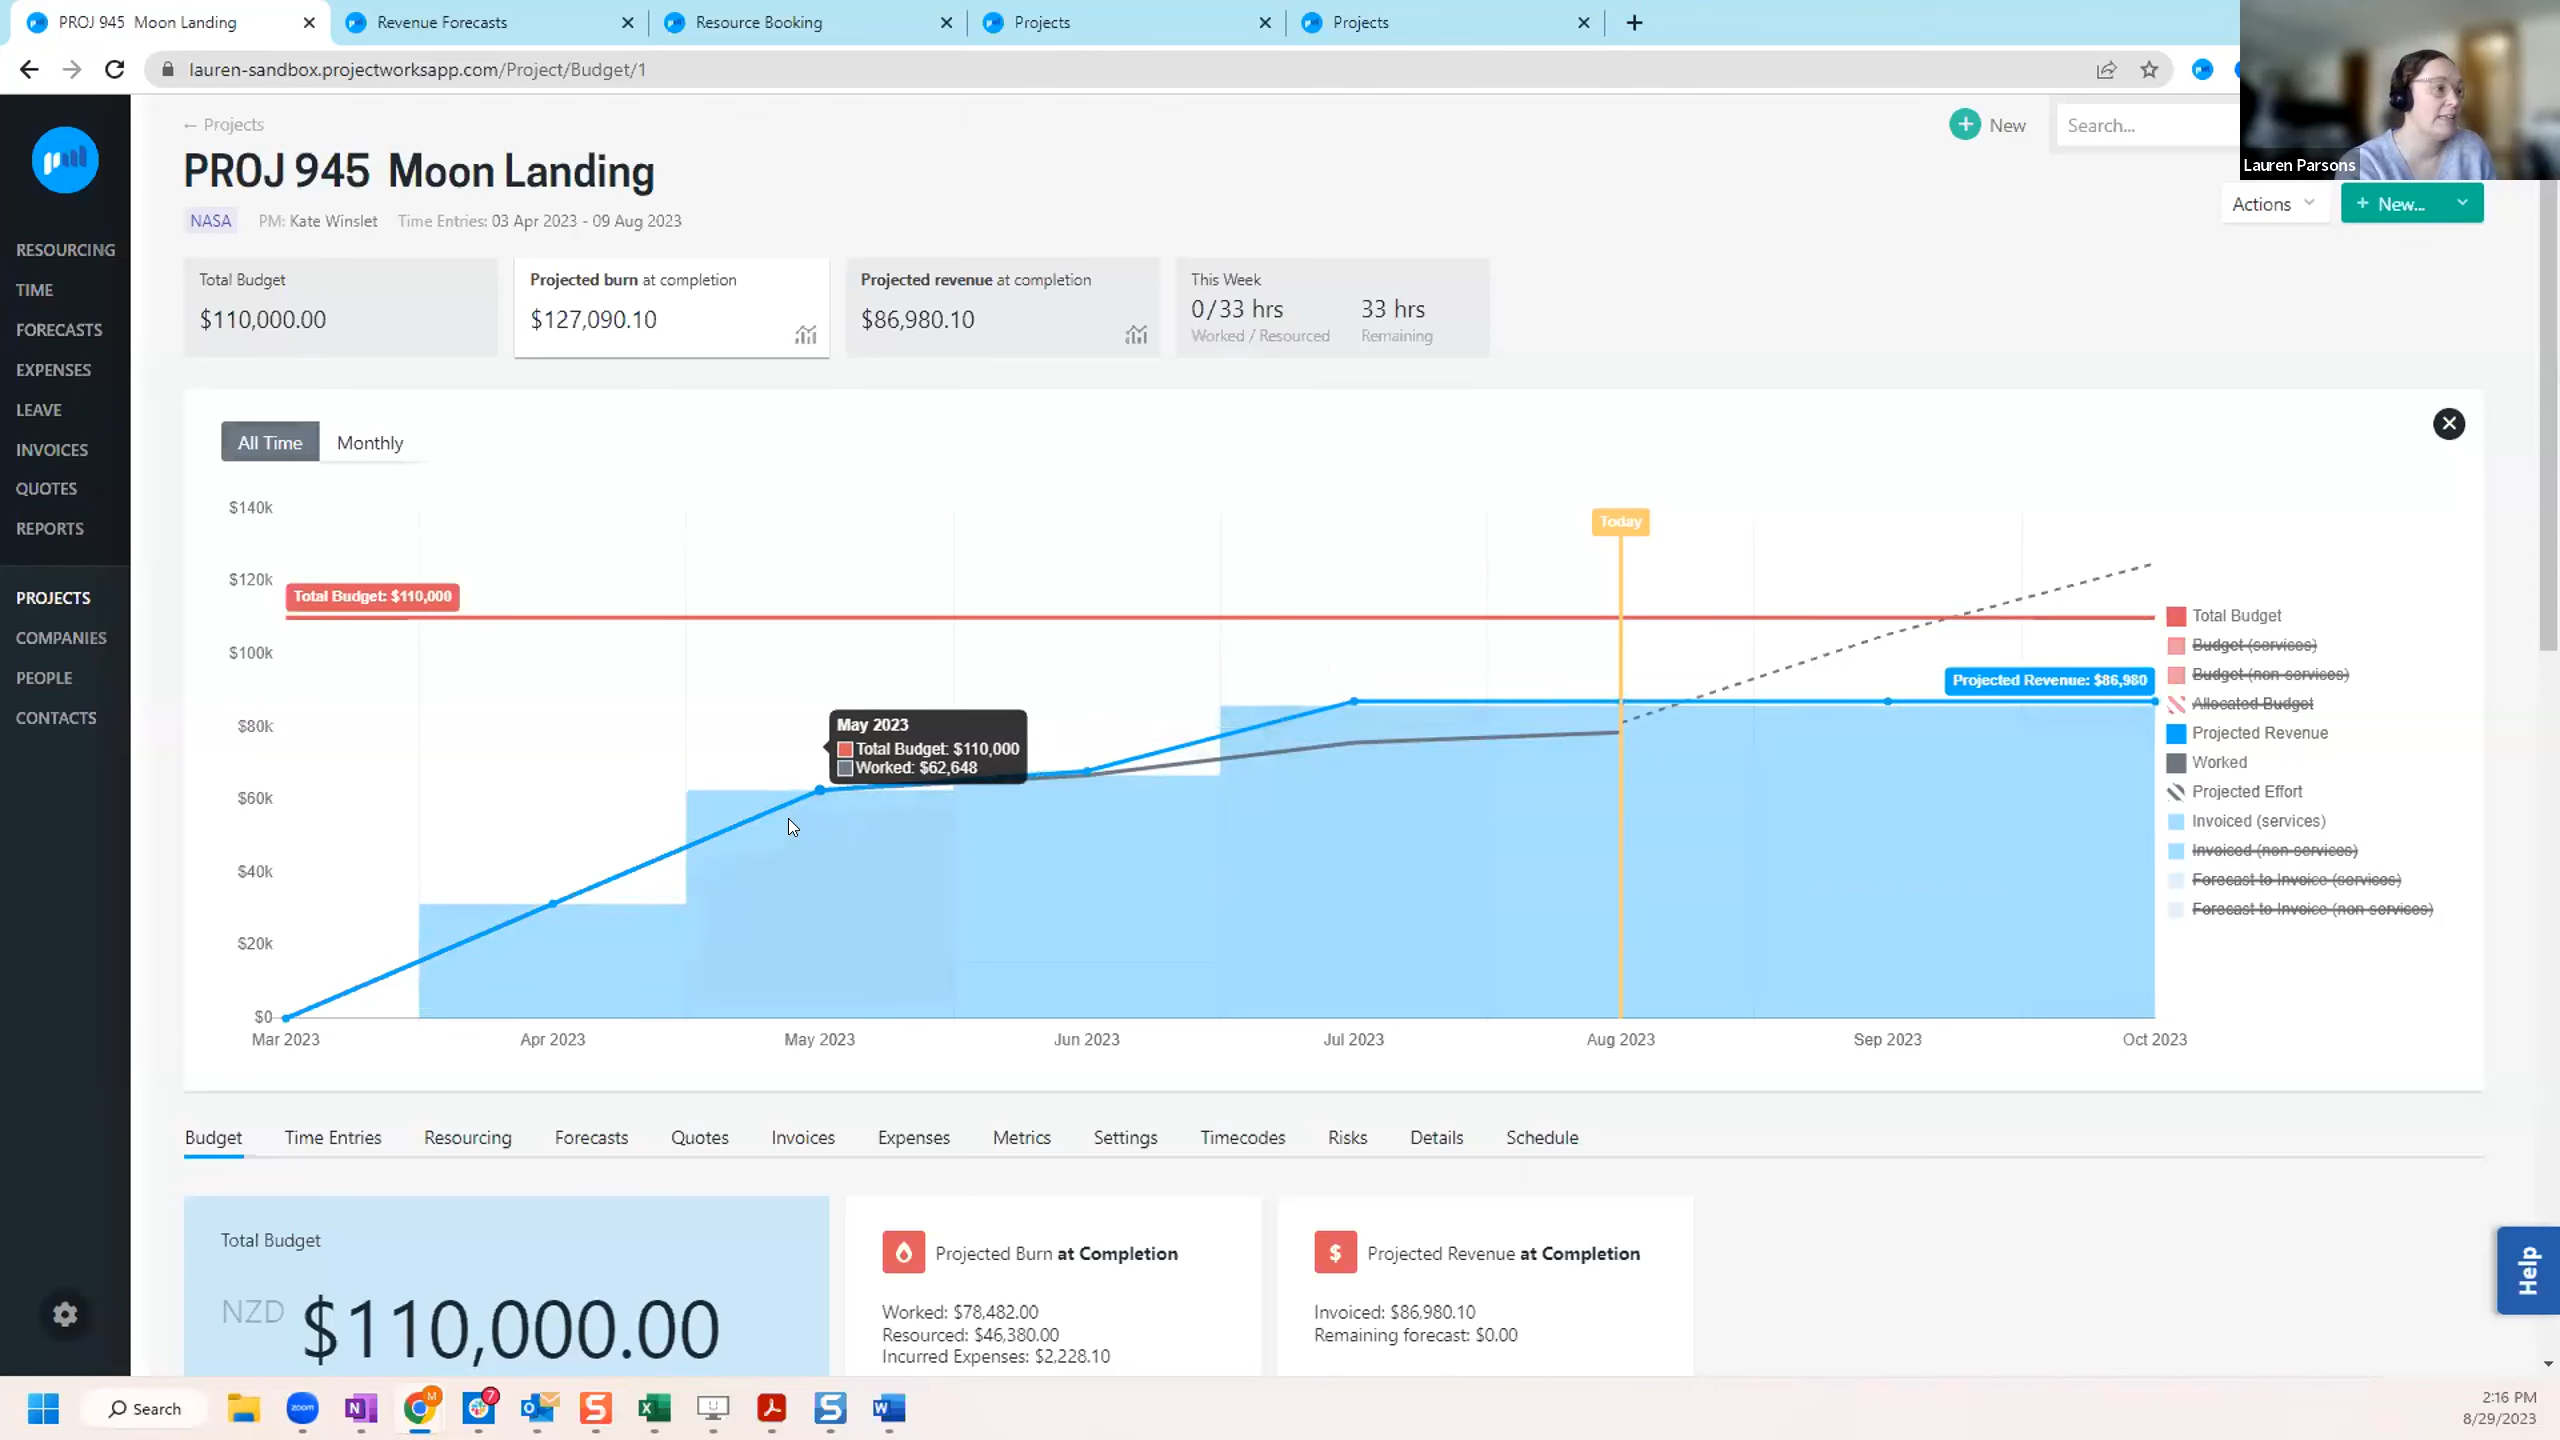 PROJ 945 Moon Landing
Revenue Forecasts
Resource Booking
Projects
Projects
lauren-sandbox.projectworksapp.com/Project/Budget/1
Lauren Parsons
← Projects
New
Search...
PROJ 945 Moon Landing
NASA PM: Kate Winslet Time Entries: 03 Apr 2023 - 09 Aug 2023
Actions
+ New...
RESOURCING
TIME
FORECASTS
EXPENSES
LEAVE
INVOICES
QUOTES
REPORTS
PROJECTS
COMPANIES
PEOPLE
CONTACTS
Total Budget
$110,000.00
Projected burn at completion
$127,090.10
Projected revenue at completion
$86,980.10
This Week
0/33 hrs 33 hrs
Worked / Resourced Remaining
All Time Monthly
$140k
$120k
$100k
$80k
$60k
$40k
$20k
$0
Today
Total Budget: $110,000
Projected Revenue: $86,980
May 2023
Total Budget: $110,000
Worked: $62,648
Total Budget
Budget (services)
Budget (non-services)
Allocated Budget
Projected Revenue
Worked
Projected Effort
Invoiced (services)
Invoiced (non-services)
Forecast to Invoice (services)
Forecast to Invoice (non-services)
Mar 2023 Apr 2023 May 2023 Jun 2023 Jul 2023 Aug 2023 Sep 2023 Oct 2023
Budget Time Entries Resourcing Forecasts Quotes Invoices Expenses Metrics Settings Timecodes Risks Details Schedule
Total Budget
NZD $110,000.00
Projected Burn at Completion
Worked: $78,482.00
Resourced: $46,380.00
Incurred Expenses: $2,228.10
$ Projected Revenue at Completion
Invoiced: $86,980.10
Remaining forecast: $0.00
Help
Search
zoom
N
M
7
O
S
X
S
W
2:16 PM
8/29/2023